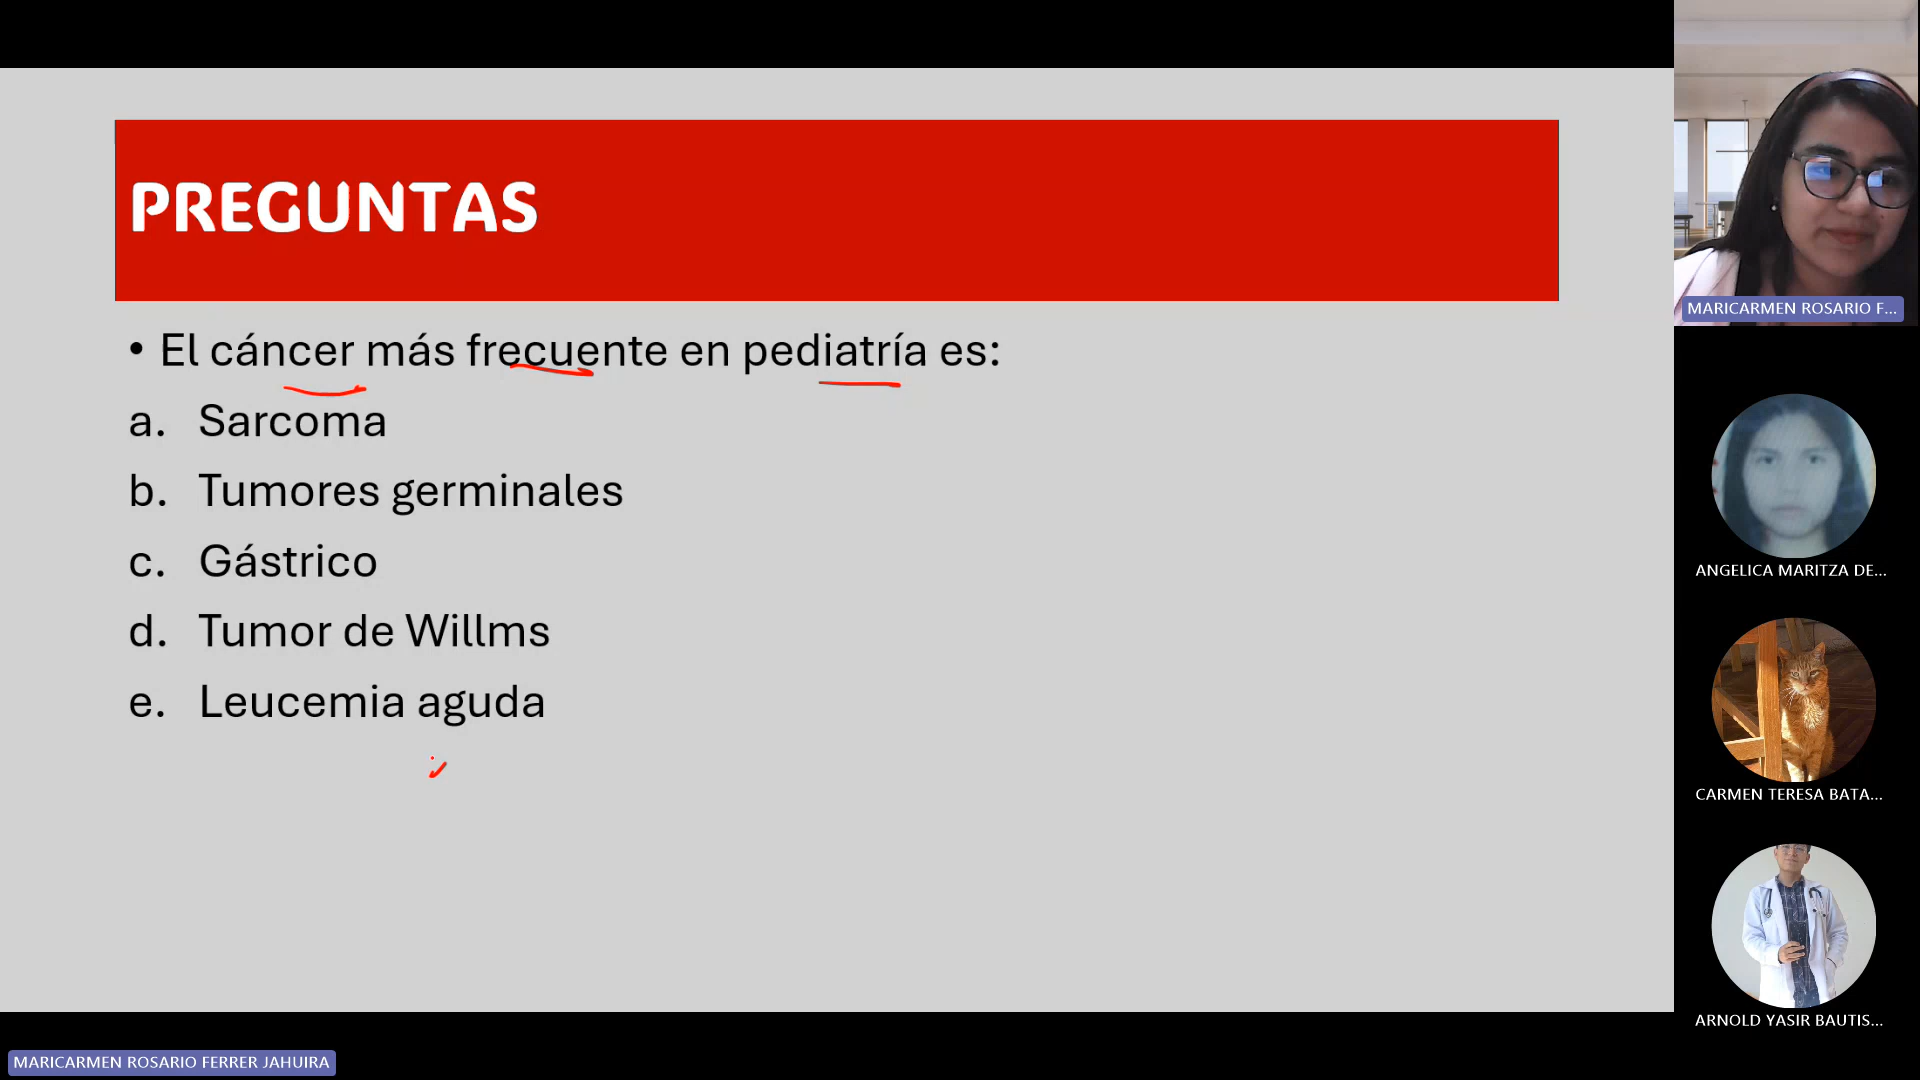 PREGUNTAS
• El cáncer más frecuente en pediatría es:
a. Sarcoma
b. Tumores germinales
c. Gástrico
d. Tumor de Willms
e. Leucemia aguda
MARICARMEN ROSARIO F...
ANGELICA MARITZA DE...
CARMEN TERESA BATA...
ARNOLD YASIR BAUTIS...
MARICARMEN ROSARIO FERRER JAHUIRA